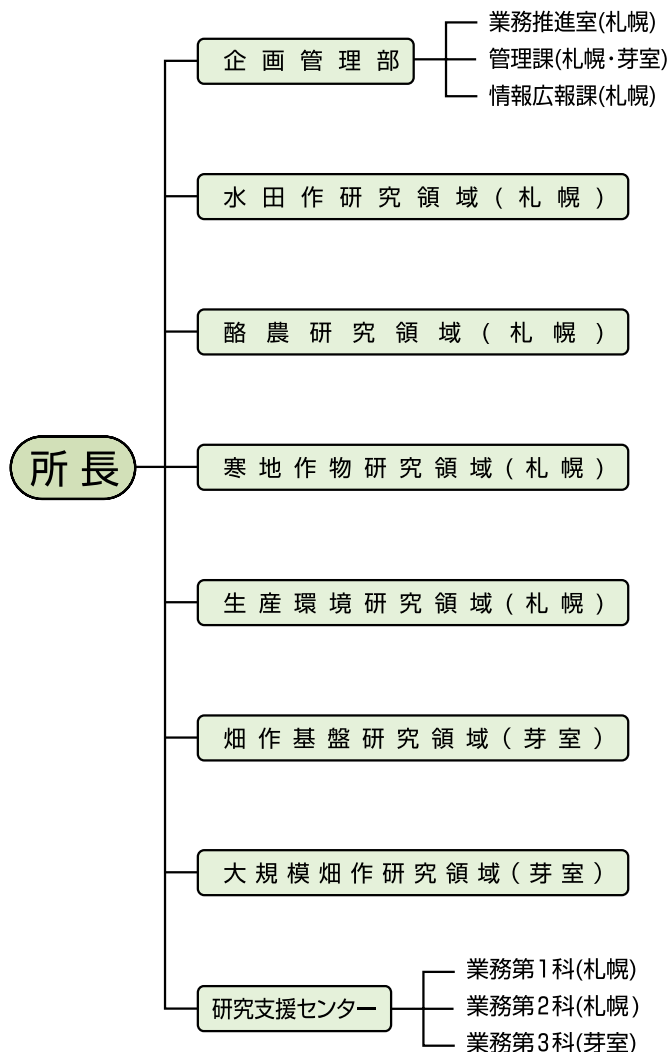 業務推進室(札幌)
企画管理部
管理課(札幌・芽室)
情報広報課(札幌)
水田作研究領域(札幌)
酪農研究領域(札幌)
所長
寒地作物研究領域(札幌)
生産環境研究領域(札幌)
畑作基盤研究領域(芽室)
大規模畑作研究領域(芽室)
業務第1科(札幌)
研究支援センター
業務第2科(札幌)
業務第3科(芽室)